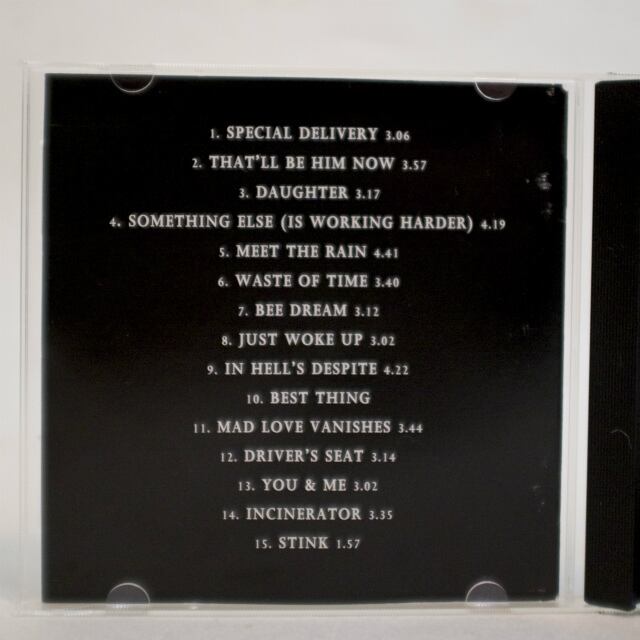 1. SPECIAL DELIVERY 3.06
2. THAT'LL BE HIM NOW 3.57
3. DAUGHTER 3.17
4. SOMETHING ELSE (IS WORKING HARDER) 4.19
5. MEET THE RAIN 4.41
6. WASTE OF TIME 3.40
7. BEE DREAM 3.12
8. JUST WOKE UP 3.02
9. IN HELL'S DESPITE 4.22
10. BEST THING
11. MAD LOVE VANISHES 3.44
12. DRIVER'S SEAT 3.14
13. YOU & ME 3.02
14. INCINERATOR 3.35
15. STINK 1.57